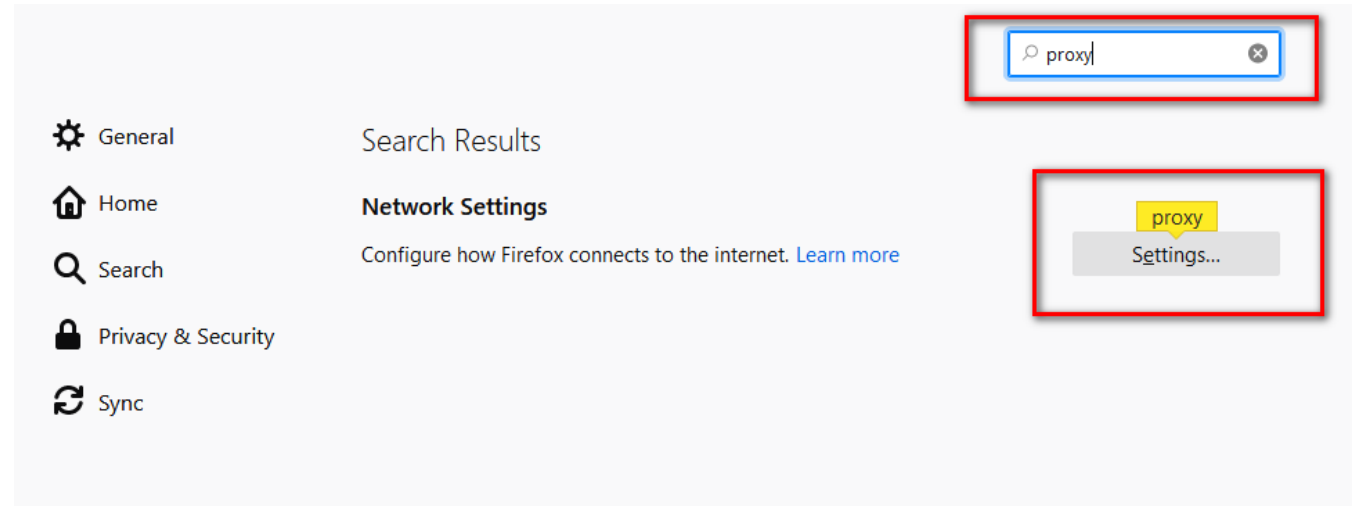 proxy
General
Home
Search
Privacy & Security
Sync
Search Results
Network Settings
Configure how Firefox connects to the internet. Learn more
proxy
Settings...